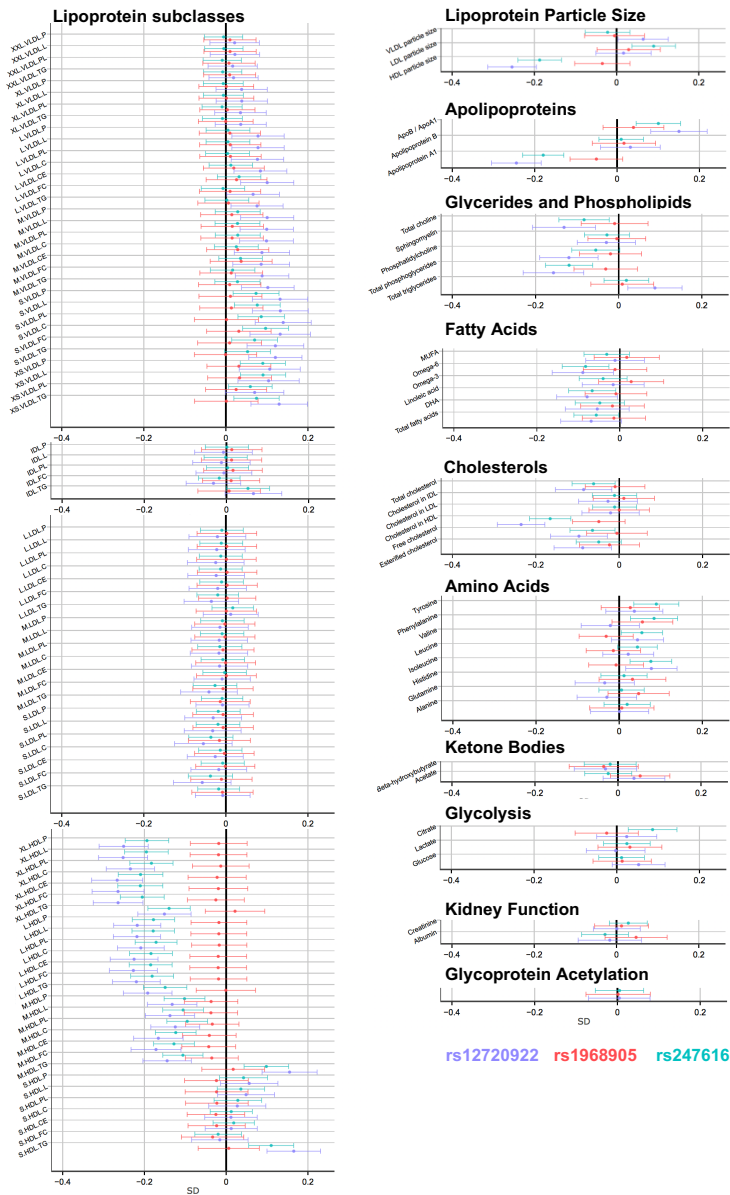 Lipoprotein subclasses
XXL.VLDL.P
XXL.VLDL.L
XXL.VLDL.PL
XXL.VLDL.TG
XL.VLDL.P
XL.VLDL.L
XL.VLDL.PL
XL.VLDL.TG
L.VLDL.P
L.VLDL.L
L.VLDL.PL
L.VLDL.C
L.VLDL.CE
L.VLDL.FC
L.VLDL.TG
M.VLDL.P
M.VLDL.L
M.VLDL.PL
M.VLDL.C
M.VLDL.CE
M.VLDL.FC
M.VLDL.TG
S.VLDL.P
S.VLDL.L
S.VLDL.PL
S.VLDL.C
S.VLDL.FC
S.VLDL.TG
XS.VLDL.P
XS.VLDL.L
XS.VLDL.PL
XS.VLDL.TG
−0.4 −0.2 0 0.2
IDL.P
IDL.L
IDL.PL
IDL.FC
IDL.TG
−0.4 −0.2 0 0.2
L.LDL.P
L.LDL.L
L.LDL.PL
L.LDL.C
L.LDL.CE
L.LDL.FC
L.LDL.TG
M.LDL.P
M.LDL.L
M.LDL.PL
M.LDL.C
M.LDL.CE
M.LDL.FC
M.LDL.TG
S.LDL.P
S.LDL.L
S.LDL.PL
S.LDL.C
S.LDL.CE
S.LDL.FC
S.LDL.TG
−0.4 −0.2 0 0.2
XL.HDL.P
XL.HDL.L
XL.HDL.PL
XL.HDL.C
XL.HDL.CE
XL.HDL.FC
XL.HDL.TG
L.HDL.P
L.HDL.L
L.HDL.PL
L.HDL.C
L.HDL.CE
L.HDL.FC
L.HDL.TG
M.HDL.P
M.HDL.L
M.HDL.PL
M.HDL.C
M.HDL.CE
M.HDL.FC
M.HDL.TG
S.HDL.P
S.HDL.L
S.HDL.PL
S.HDL.C
S.HDL.CE
S.HDL.FC
S.HDL.TG
−0.4 −0.2 0 0.2
SD
Lipoprotein Particle Size
VLDL particle size
LDL particle size
HDL particle size
−0.4 −0.2 0 0.2
Apolipoproteins
ApoB / ApoA1
Apolipoprotein B
Apolipoprotein A1
−0.4 −0.2 0 0.2
Glycerides and Phospholipids
Total choline
Sphingomyelin
Phosphatidylcholine
Total phosphoglycerides
Total triglycerides
−0.4 −0.2 0 0.2
Fatty Acids
MUFA
Omega-6
Omega-3
Linoleic acid
DHA
Total fatty acids
−0.4 −0.2 0 0.2
Cholesterols
Total cholesterol
Cholesterol in IDL
Cholesterol in LDL
Cholesterol in HDL
Free cholesterol
Esterified cholesterol
−0.4 −0.2 0 0.2
Amino Acids
Tyrosine
Phenylalanine
Valine
Leucine
Isoleucine
Histidine
Glutamine
Alanine
−0.4 −0.2 0 0.2
Ketone Bodies
Beta-hydroxybutyrate
Acetate
−0.4 −0.2 0 0.2
Glycolysis
Citrate
Lactate
Glucose
−0.4 −0.2 0 0.2
Kidney Function
Creatinine
Albumin
−0.4 −0.2 0 0.2
Glycoprotein Acetylation
−0.4 −0.2 0 0.2
SD
rs12720922 rs1968905 rs247616